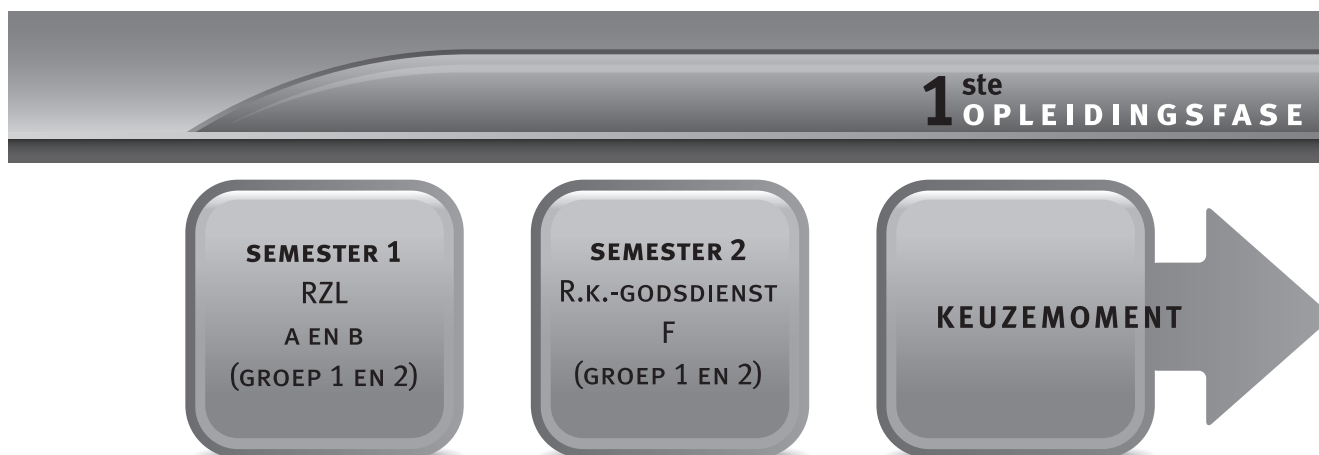 1ste
OPLEIDINGSFASE
SEMESTER 1
RZL
A EN B
(GROEP 1 EN 2)
SEMESTER 2
R.K.-GODSDIENST
F
(GROEP 1 EN 2)
KEUZEMOMENT